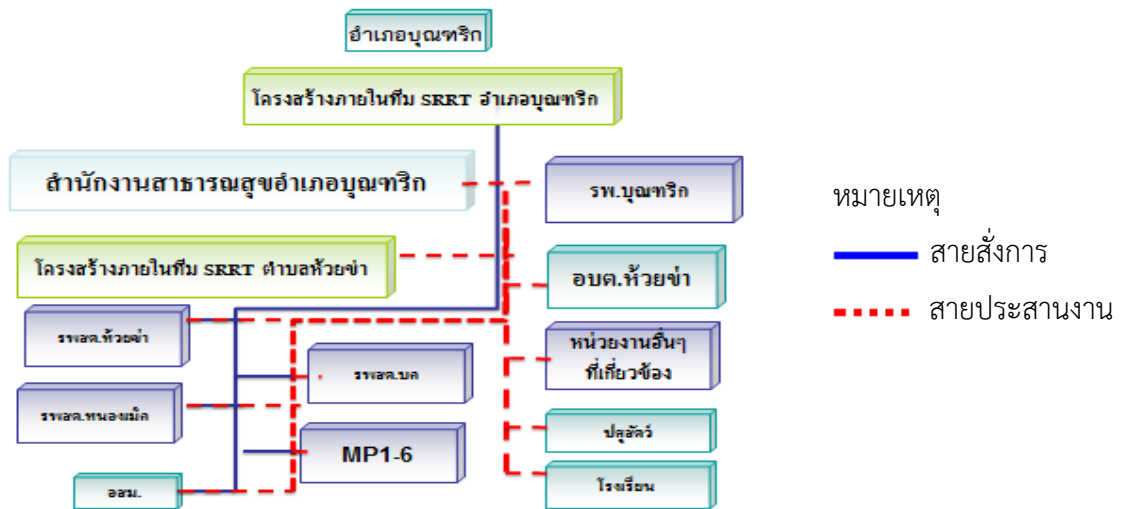 อำเภอบุณฑริก
โครงสร้างภายในทีม SRRT อำเภอบุณฑริก
สำนักงานสาธารณสุขอำเภอบุณฑริก
รพ.บุณฑริก
หมายเหตุ
สายสั่งการ
สายประสานงาน
โครงสร้างภายในทีม SRRT ตำบลห้วยข่า
อบต.ห้วยข่า
รพสต.ห้วยข่า
หน่วยงานอื่นๆ
ที่เกี่ยวข้อง
รพสต.บค
รพสต.หนองเม็ก
ปศุสัตว์
MP1-6
อสม.
โรงเรียน